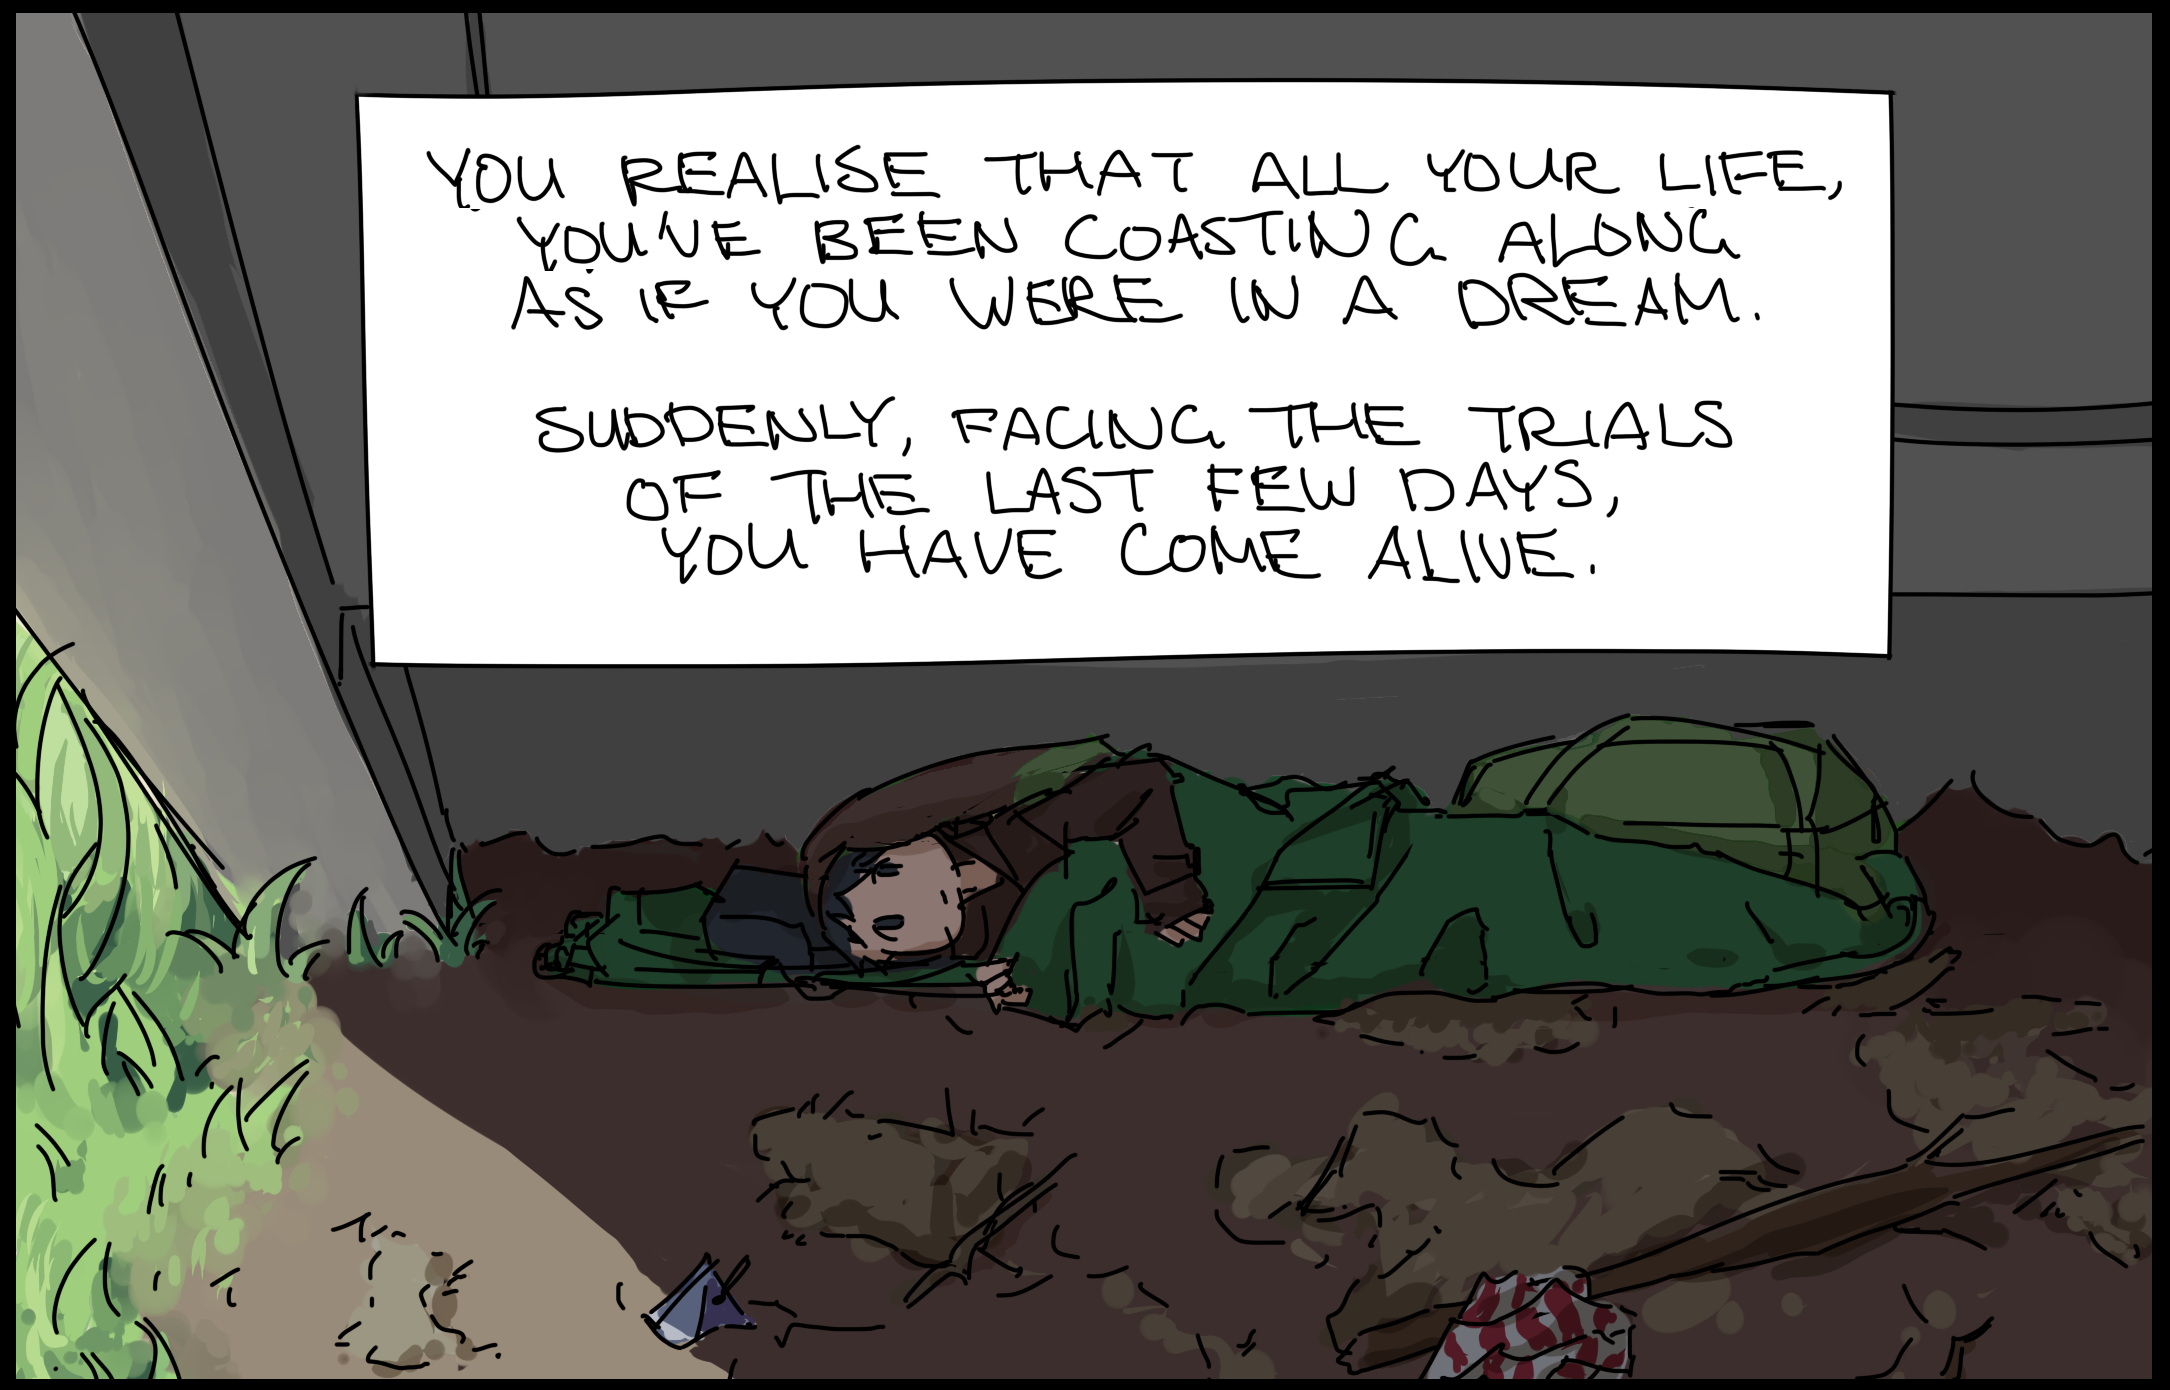 YOU REALISE THAT ALL YOUR LIFE,
YOU'VE BEEN COASTING ALONG
AS IF YOU WERE IN A DREAM.
SUDDENLY, FACING THE TRIALS
OF THE LAST FEW DAYS,
YOU HAVE COME ALIVE.